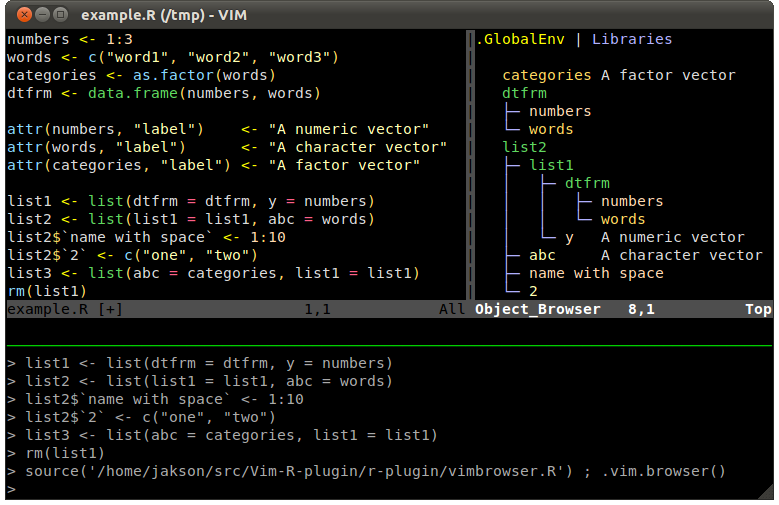 example.R (/tmp) - VIM
numbers <- 1:3
words <- c("word1", "word2", "word3")
categories <- as.factor(words)
dtfrm <- data.frame(numbers, words)
attr(numbers, "label")    <- "A numeric vector"
attr(words, "label")      <- "A character vector"
attr(categories, "label") <- "A factor vector"
list1 <- list(dtfrm = dtfrm, y = numbers)
list2 <- list(list1 = list1, abc = words)
list2$`name with space` <- 1:10
list2$`2` <- c("one", "two")
list3 <- list(abc = categories, list1 = list1)
rm(list1)
example.R [+]                    1,1            All
.GlobalEnv | Libraries
   categories A factor vector
   dtfrm
   ├─ numbers
   └─ words
   list2
   ├─ list1
   │   ├─ dtfrm
   │   │   ├─ numbers
   │   │   └─ words
   │   └─ y   A numeric vector
   ├─ abc     A character vector
   ├─ name with space
   └─ 2
Object_Browser   8,1          Top
> list1 <- list(dtfrm = dtfrm, y = numbers)
> list2 <- list(list1 = list1, abc = words)
> list2$`name with space` <- 1:10
> list2$`2` <- c("one", "two")
> list3 <- list(abc = categories, list1 = list1)
> rm(list1)
> source('/home/jakson/src/Vim-R-plugin/r-plugin/vimbrowser.R') ; .vim.browser()
>